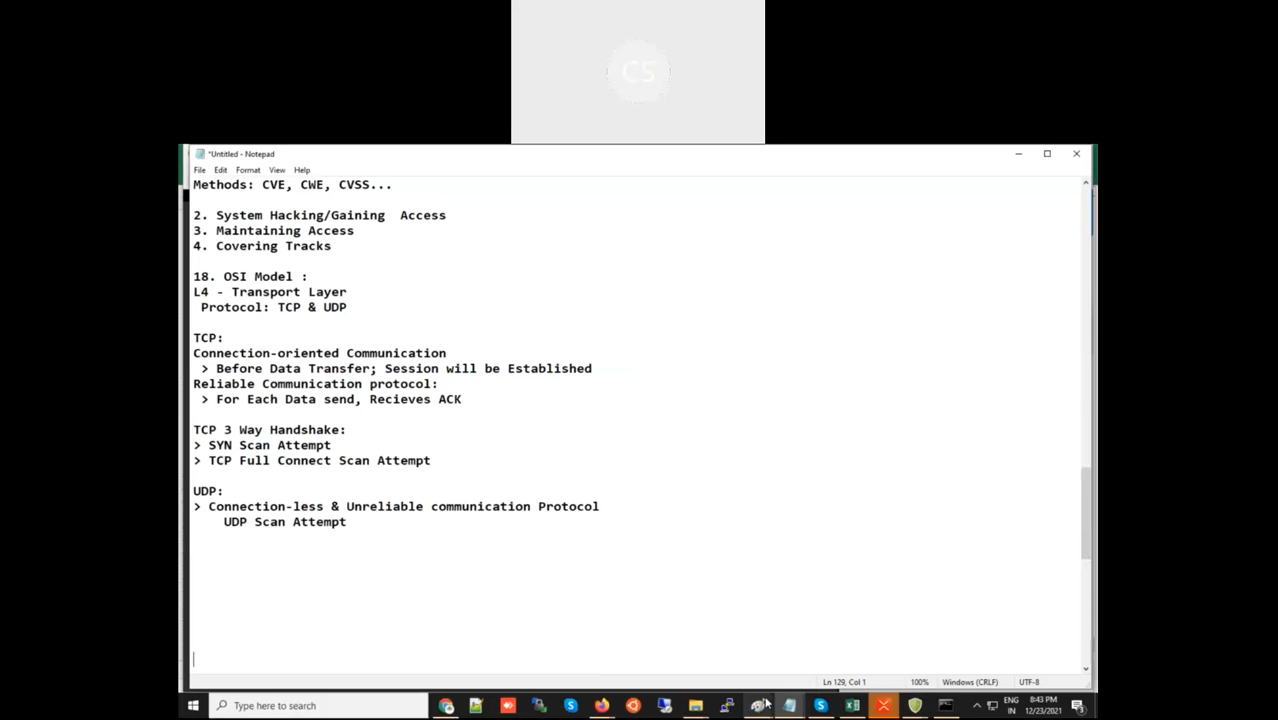 CS
*Untitled - Notepad
File Edit Format View Help
Methods: CVE, CWE, CVSS...
2. System Hacking/Gaining  Access
3. Maintaining Access
4. Covering Tracks
18. OSI Model :
L4 - Transport Layer
Protocol: TCP & UDP
TCP:
Connection-oriented Communication
> Before Data Transfer; Session will be Established
Reliable Communication protocol:
> For Each Data send, Recieves ACK
TCP 3 Way Handshake:
> SYN Scan Attempt
> TCP Full Connect Scan Attempt
UDP:
> Connection-less & Unreliable communication Protocol
UDP Scan Attempt
Ln 129, Col 1 100% Windows (CRLF) UTF-8
Type here to search
ENG 8:43 PM
IN 12/23/2021
3